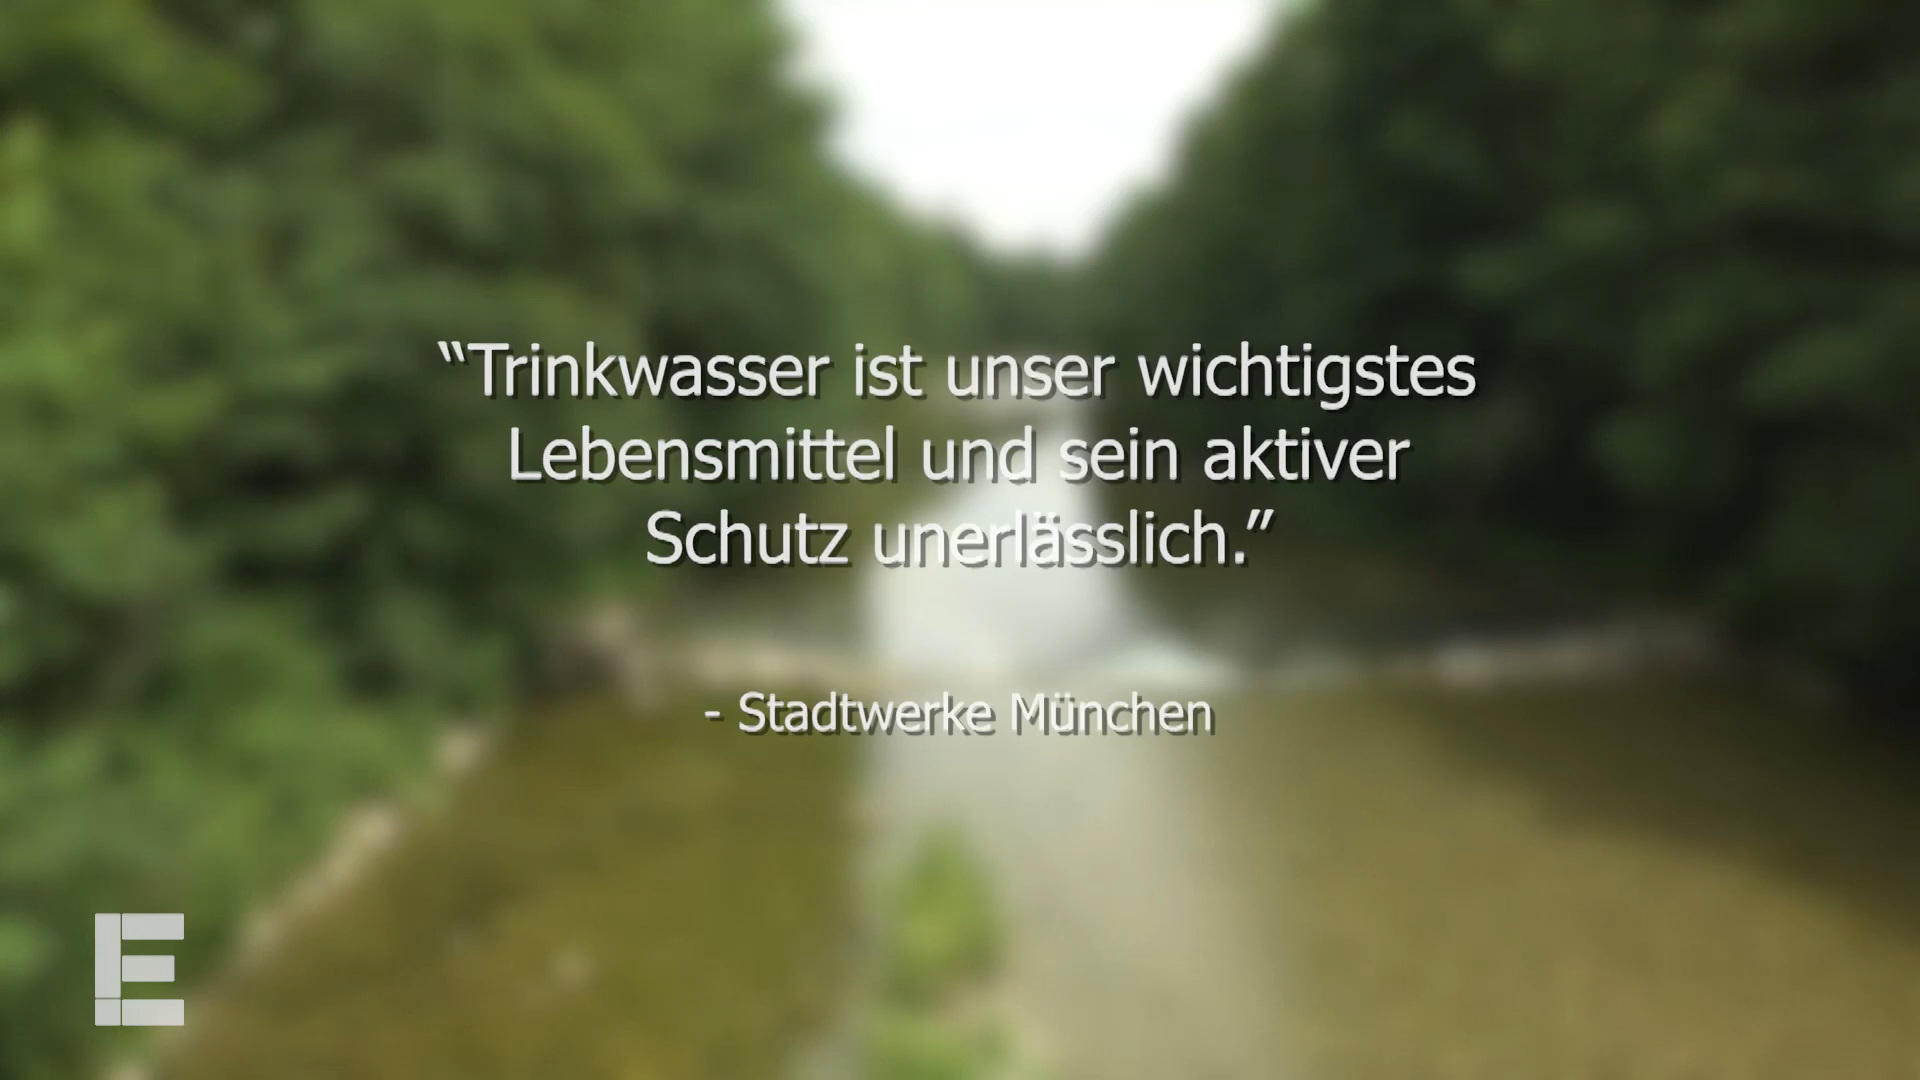 “Trinkwasser ist unser wichtigstes
Lebensmittel und sein aktiver
Schutz unerlässlich.”
- Stadtwerke München
E